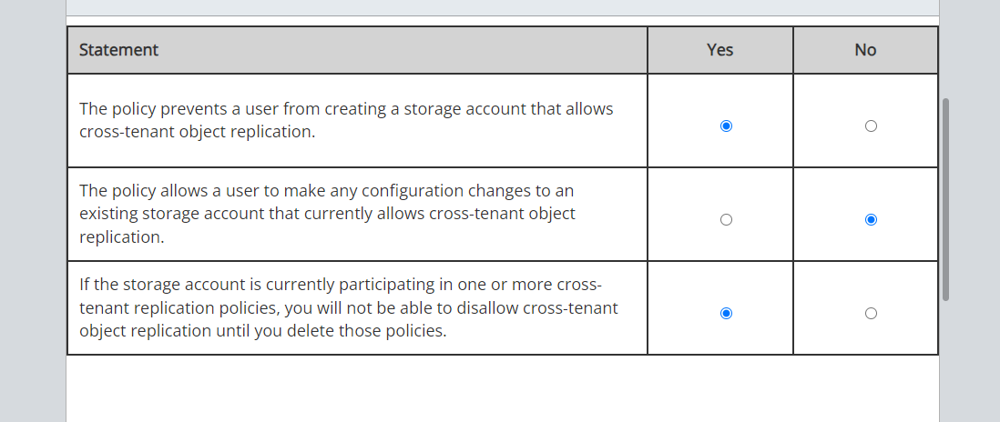 Statement
Yes
No
The policy prevents a user from creating a storage account that allows
cross-tenant object replication.
The policy allows a user to make any configuration changes to an
existing storage account that currently allows cross-tenant object
replication.
If the storage account is currently participating in one or more cross-
tenant replication policies, you will not be able to disallow cross-tenant
object replication until you delete those policies.